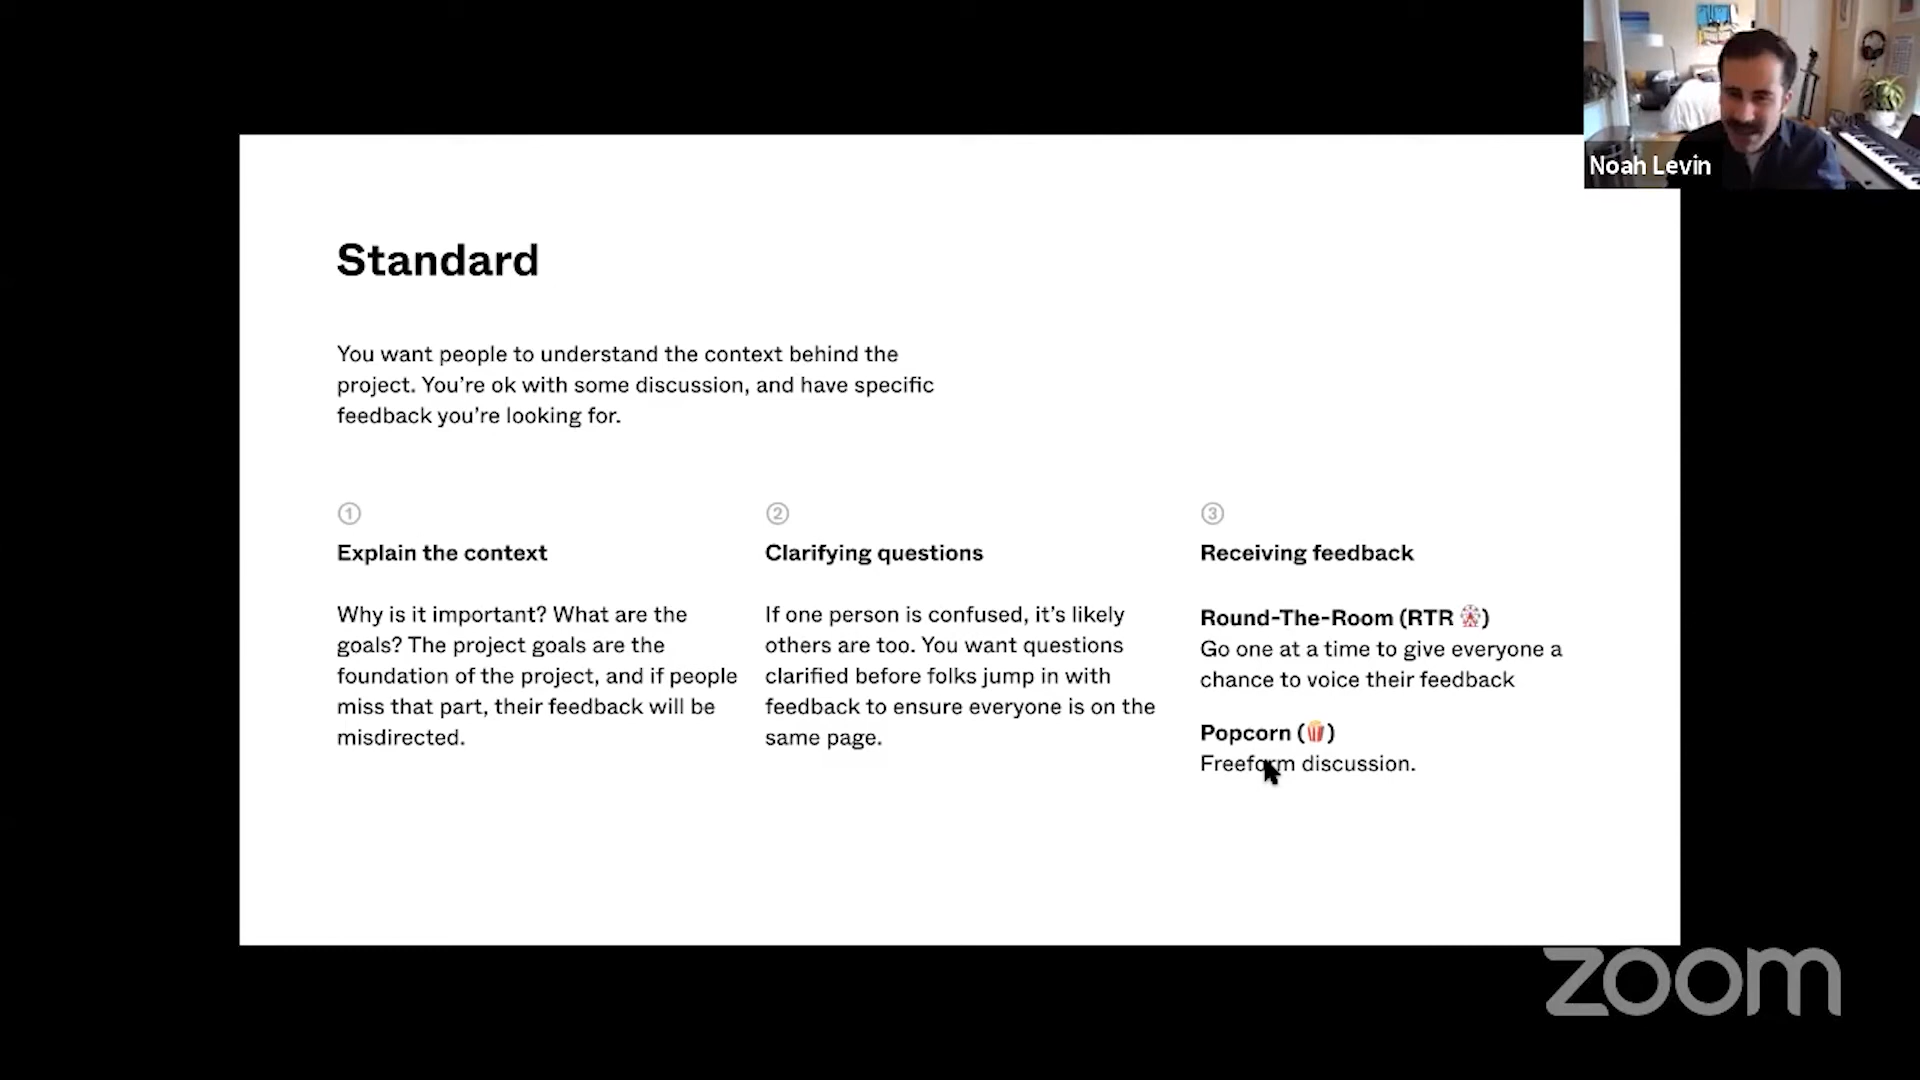 Noah Levin
Standard
You want people to understand the context behind the
project. You're ok with some discussion, and have specific
feedback you're looking for.
①
Explain the context
Why is it important? What are the
goals? The project goals are the
foundation of the project, and if people
miss that part, their feedback will be
misdirected.
②
Clarifying questions
If one person is confused, it's likely
others are too. You want questions
clarified before folks jump in with
feedback to ensure everyone is on the
same page.
③
Receiving feedback
Round-The-Room (RTR 🎡)
Go one at a time to give everyone a
chance to voice their feedback
Popcorn (🍿)
Freeform discussion.
zoom